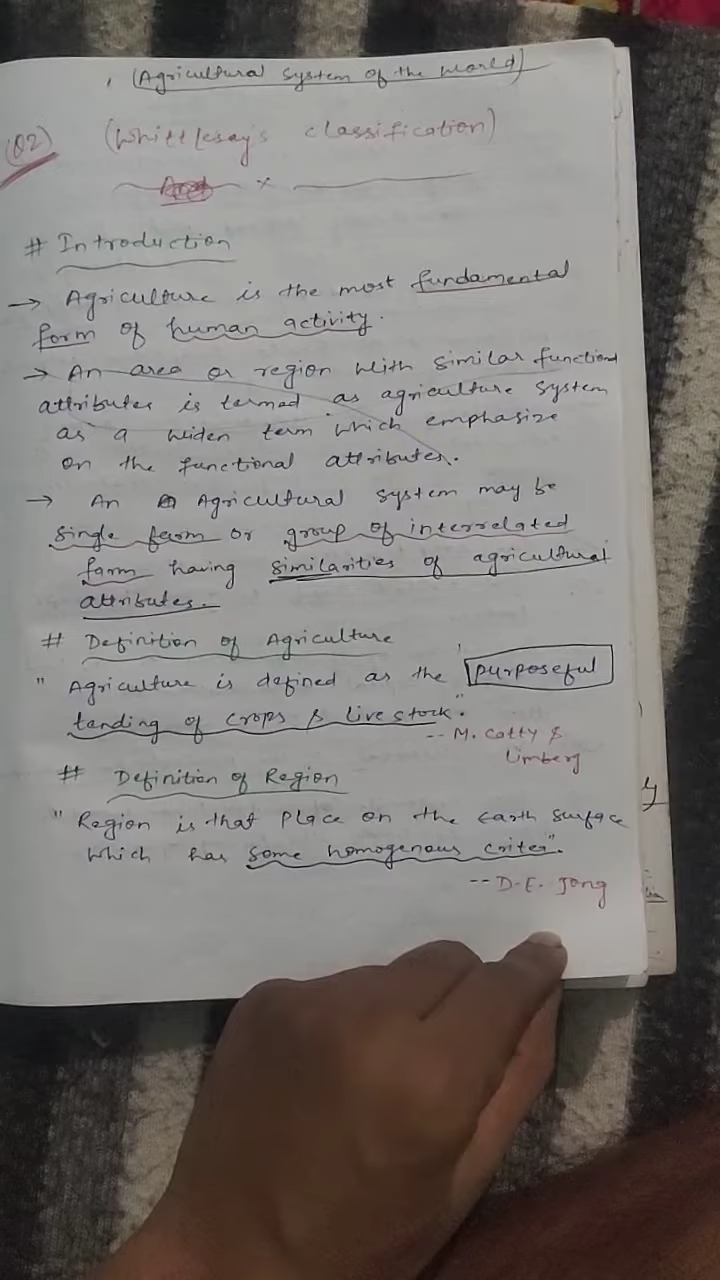 (Agricultural System of the World)
Q2) (Whittlesay's classification)
×
# Introduction
→ Agriculture is the most fundamental
form of human activity.
→ An area or region with similar functional
attributes is termed as agriculture system
as a widen term which emphasize
on the functional attributes.
→ An Agricultural system may be
single farm or group of interrelated
farm having similarities of agricultural
attributes.
# Definition of Agriculture
" Agriculture is defined as the purposeful
tending of crops & livestock."
-- M. Catty &
Limberg
# Definition of Region
" Region is that place on the earth surface
which has some homogenous criter".
-- D.E. Jong